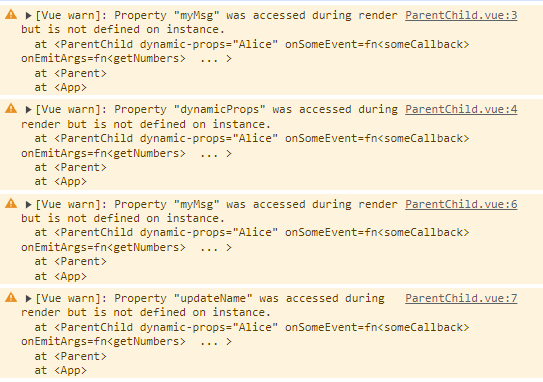 ▶[Vue warn]: Property "myMsg" was accessed during render ParentChild.vue:3
but is not defined on instance.
at <ParentChild dynamic-props="Alice" onSomeEvent=fn<someCallback>
onEmitArgs=fn<getNumbers> ... >
at <Parent>
at <App>
▶[Vue warn]: Property "dynamicProps" was accessed during ParentChild.vue:4
render but is not defined on instance.
at <ParentChild dynamic-props="Alice" onSomeEvent=fn<someCallback>
onEmitArgs=fn<getNumbers> ... >
at <Parent>
at <App>
▶[Vue warn]: Property "myMsg" was accessed during render ParentChild.vue:6
but is not defined on instance.
at <ParentChild dynamic-props="Alice" onSomeEvent=fn<someCallback>
onEmitArgs=fn<getNumbers> ... >
at <Parent>
at <App>
▶[Vue warn]: Property "updateName" was accessed during ParentChild.vue:7
render but is not defined on instance.
at <ParentChild dynamic-props="Alice" onSomeEvent=fn<someCallback>
onEmitArgs=fn<getNumbers> ... >
at <Parent>
at <App>